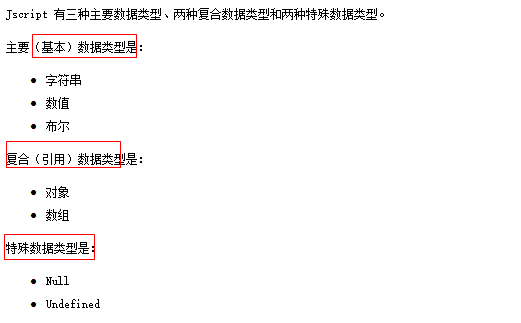 Jscript 有三种主要数据类型、两种复合数据类型和两种特殊数据类型。
主要（基本）数据类型是：
● 字符串
● 数值
● 布尔
复合（引用）数据类型是：
● 对象
● 数组
特殊数据类型是：
● Null
● Undefined